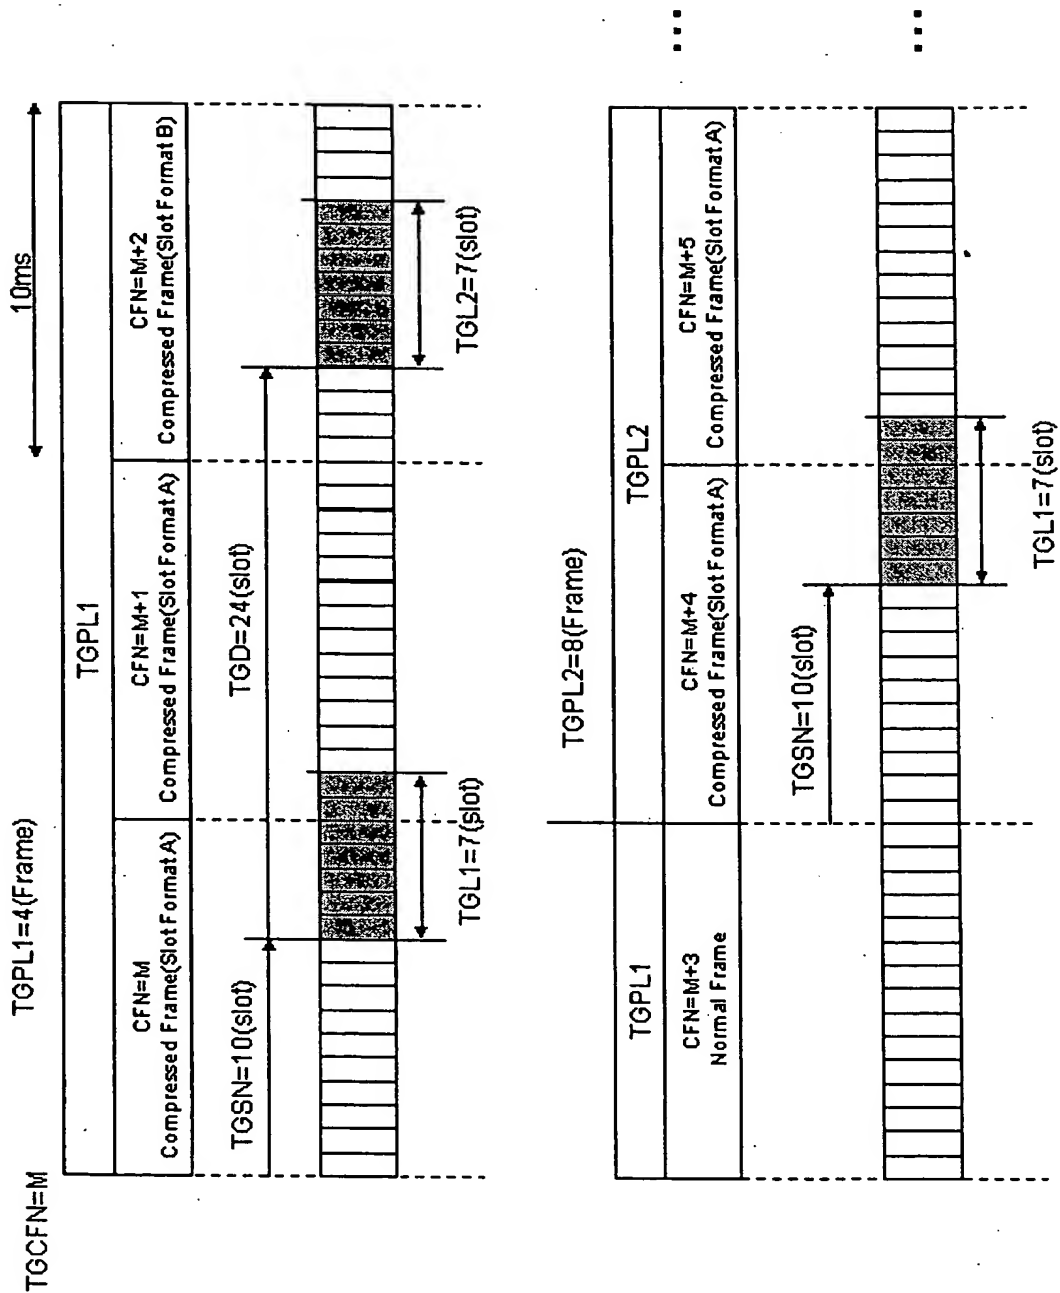 TGCFN=M
TGPL1=4(Frame)
10ms
TGPL1
CFN=M
Compressed Frame(Slot Format A)
CFN=M+1
Compressed Frame(Slot Format A)
CFN=M+2
Compressed Frame(Slot Format B)
TGSN=10(slot)
TGD=24(slot)
TGL1=7(slot)
TGL2=7(slot)
TGPL2=8(Frame)
TGPL1
TGPL2
CFN=M+3
Normal Frame
CFN=M+4
Compressed Frame(Slot Format A)
CFN=M+5
Compressed Frame(Slot Format A)
TGSN=10(slot)
TGL1=7(slot)